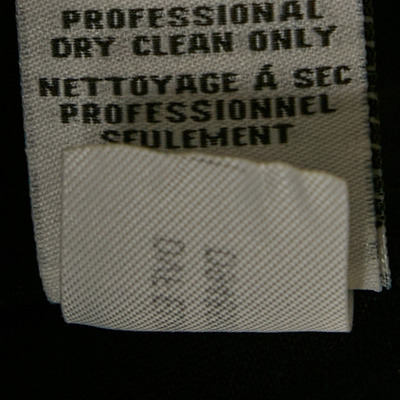 PROFESSIONAL
DRY CLEAN ONLY
NETTOYAGE Á SEC
PROFESSIONNEL
SEULEMENT